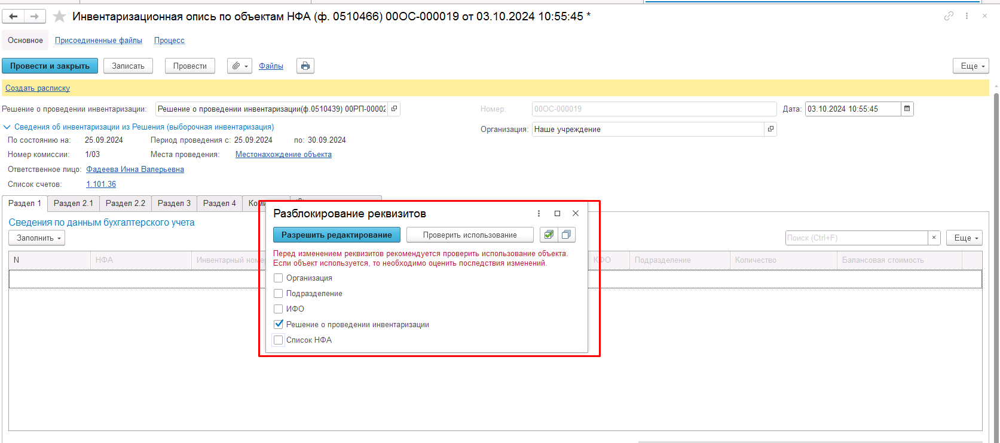 Инвентаризационная опись по объектам НФА (ф. 0510466) 00ОС-000019 от 03.10.2024 10:55:45 *
Основное Присоединенные файлы Процесс
Провести и закрыть Записать Провести Файлы Еще
Создать расписку
Решение о проведении инвентаризации: Решение о проведении инвентаризации(ф.0510439) 00РП-00002 Номер: 00ОС-000019 Дата: 03.10.2024 10:55:45
Сведения об инвентаризации из Решения (выборочная инвентаризация) Организация: Наше учреждение
По состоянию на: 25.09.2024 Период проведения с: 25.09.2024 по: 30.09.2024
Номер комиссии: 1/03 Места проведения: Местонахождение объекта
Ответственное лицо: Фадеева Инна Валерьевна
Список счетов: 1.101.36
Раздел 1 Раздел 2.1 Раздел 2.2 Раздел 3 Раздел 4
Сведения по данным бухгалтерского учета
Заполнить Поиск (Ctrl+F) × Еще
N НФА Инвентарный номер КФО Подразделение Количество Балансовая стоимость
Разблокирование реквизитов
Разрешить редактирование Проверить использование
Перед изменением реквизитов рекомендуется проверить использование объекта.
Если объект используется, то необходимо оценить последствия изменений.
Организация
Подразделение
ИФО
Решение о проведении инвентаризации
Список НФА